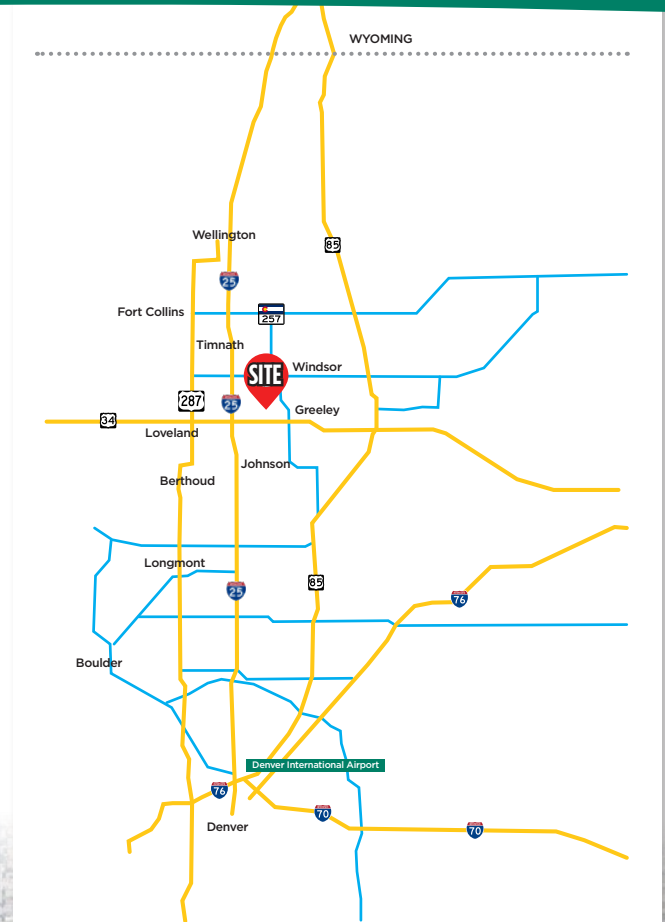 WYOMING
Wellington
85
25
Fort Collins
257
Timnath
Windsor
SITE
287
25
Greeley
34
Loveland
Johnson
Berthoud
Longmont
85
25
76
Boulder
Denver International Airport
76
70
Denver
70